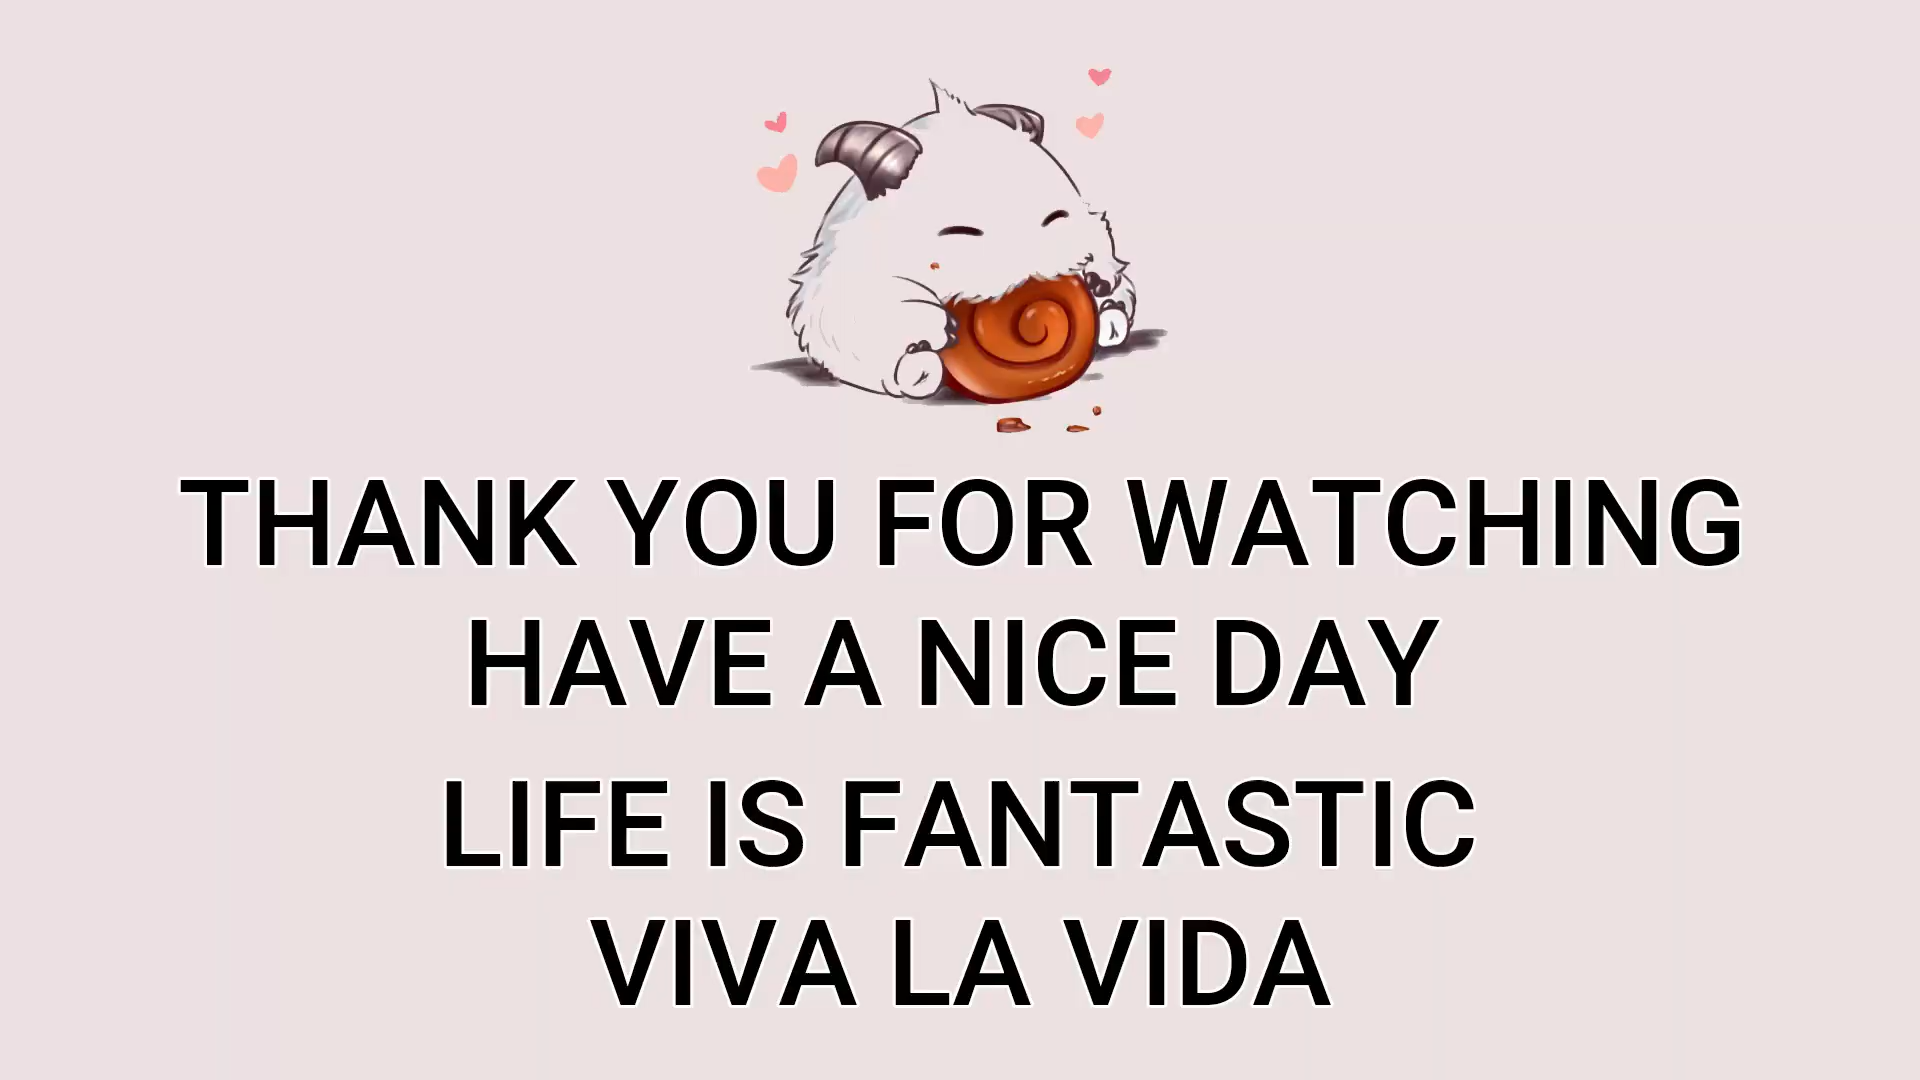 THANK YOU FOR WATCHING
HAVE A NICE DAY
LIFE IS FANTASTIC
VIVA LA VIDA